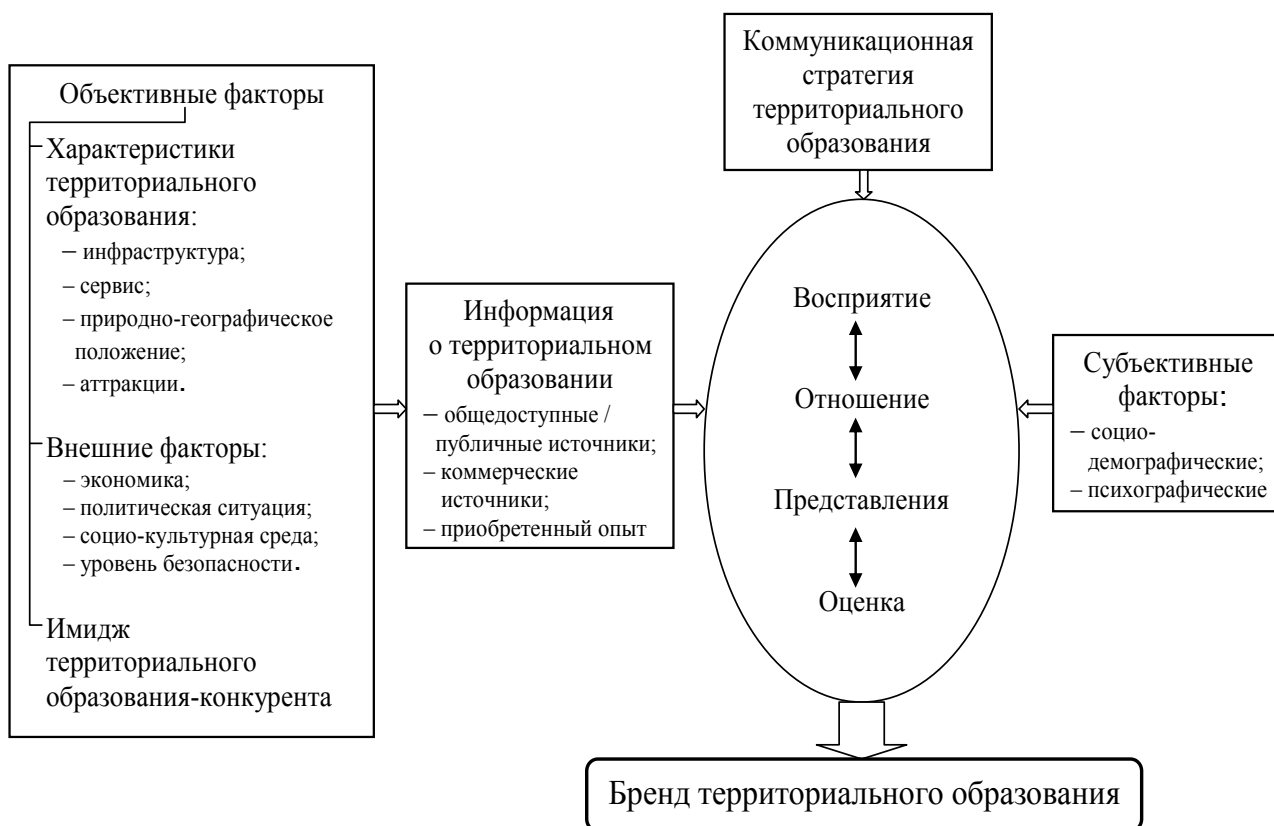 Объективные факторы
Характеристики
территориального
образования:
– инфраструктура;
– сервис;
– природно-географическое
положение;
– аттракции.
Внешние факторы:
– экономика;
– политическая ситуация;
– социо-культурная среда;
– уровень безопасности.
Имидж
территориального
образования-конкурента
Информация
о территориальном
образовании
– общедоступные /
публичные источники;
– коммерческие
источники;
– приобретенный опыт
Коммуникационная
стратегия
территориального
образования
Восприятие
Отношение
Представления
Оценка
Субъективные
факторы:
– социо-
демографические;
– психографические
Бренд территориального образования